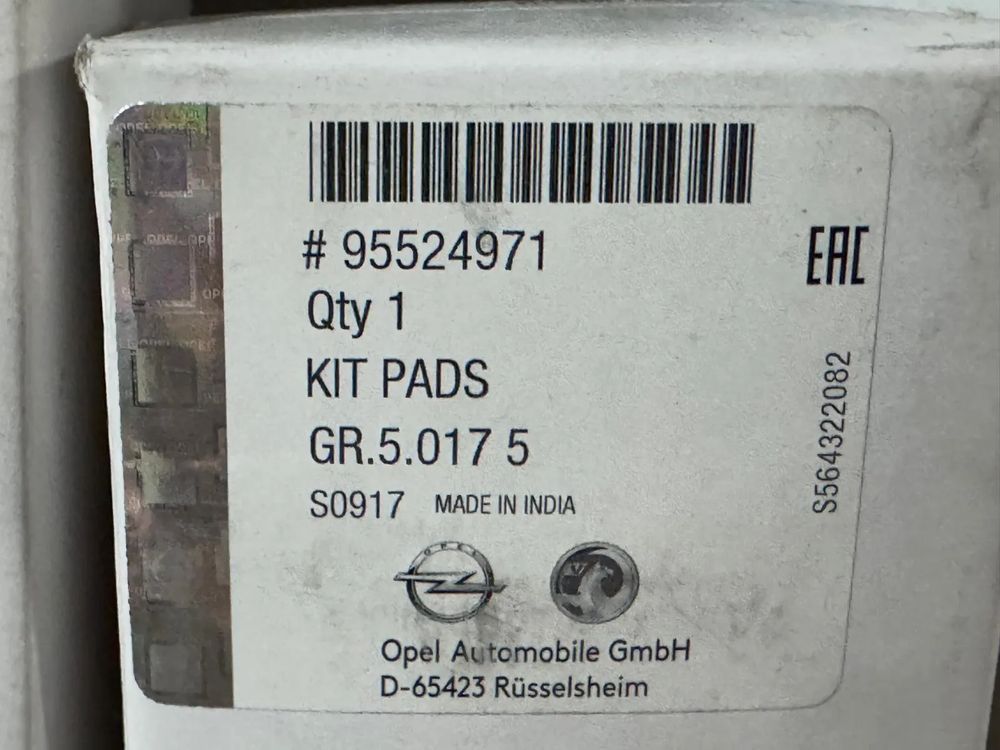 # 95524971
EAC
Qty 1
KIT PADS
GR.5.017 5
S0917 MADE IN INDIA
S564322082
OPEL
Opel Automobile GmbH
D-65423 Rüsselsheim